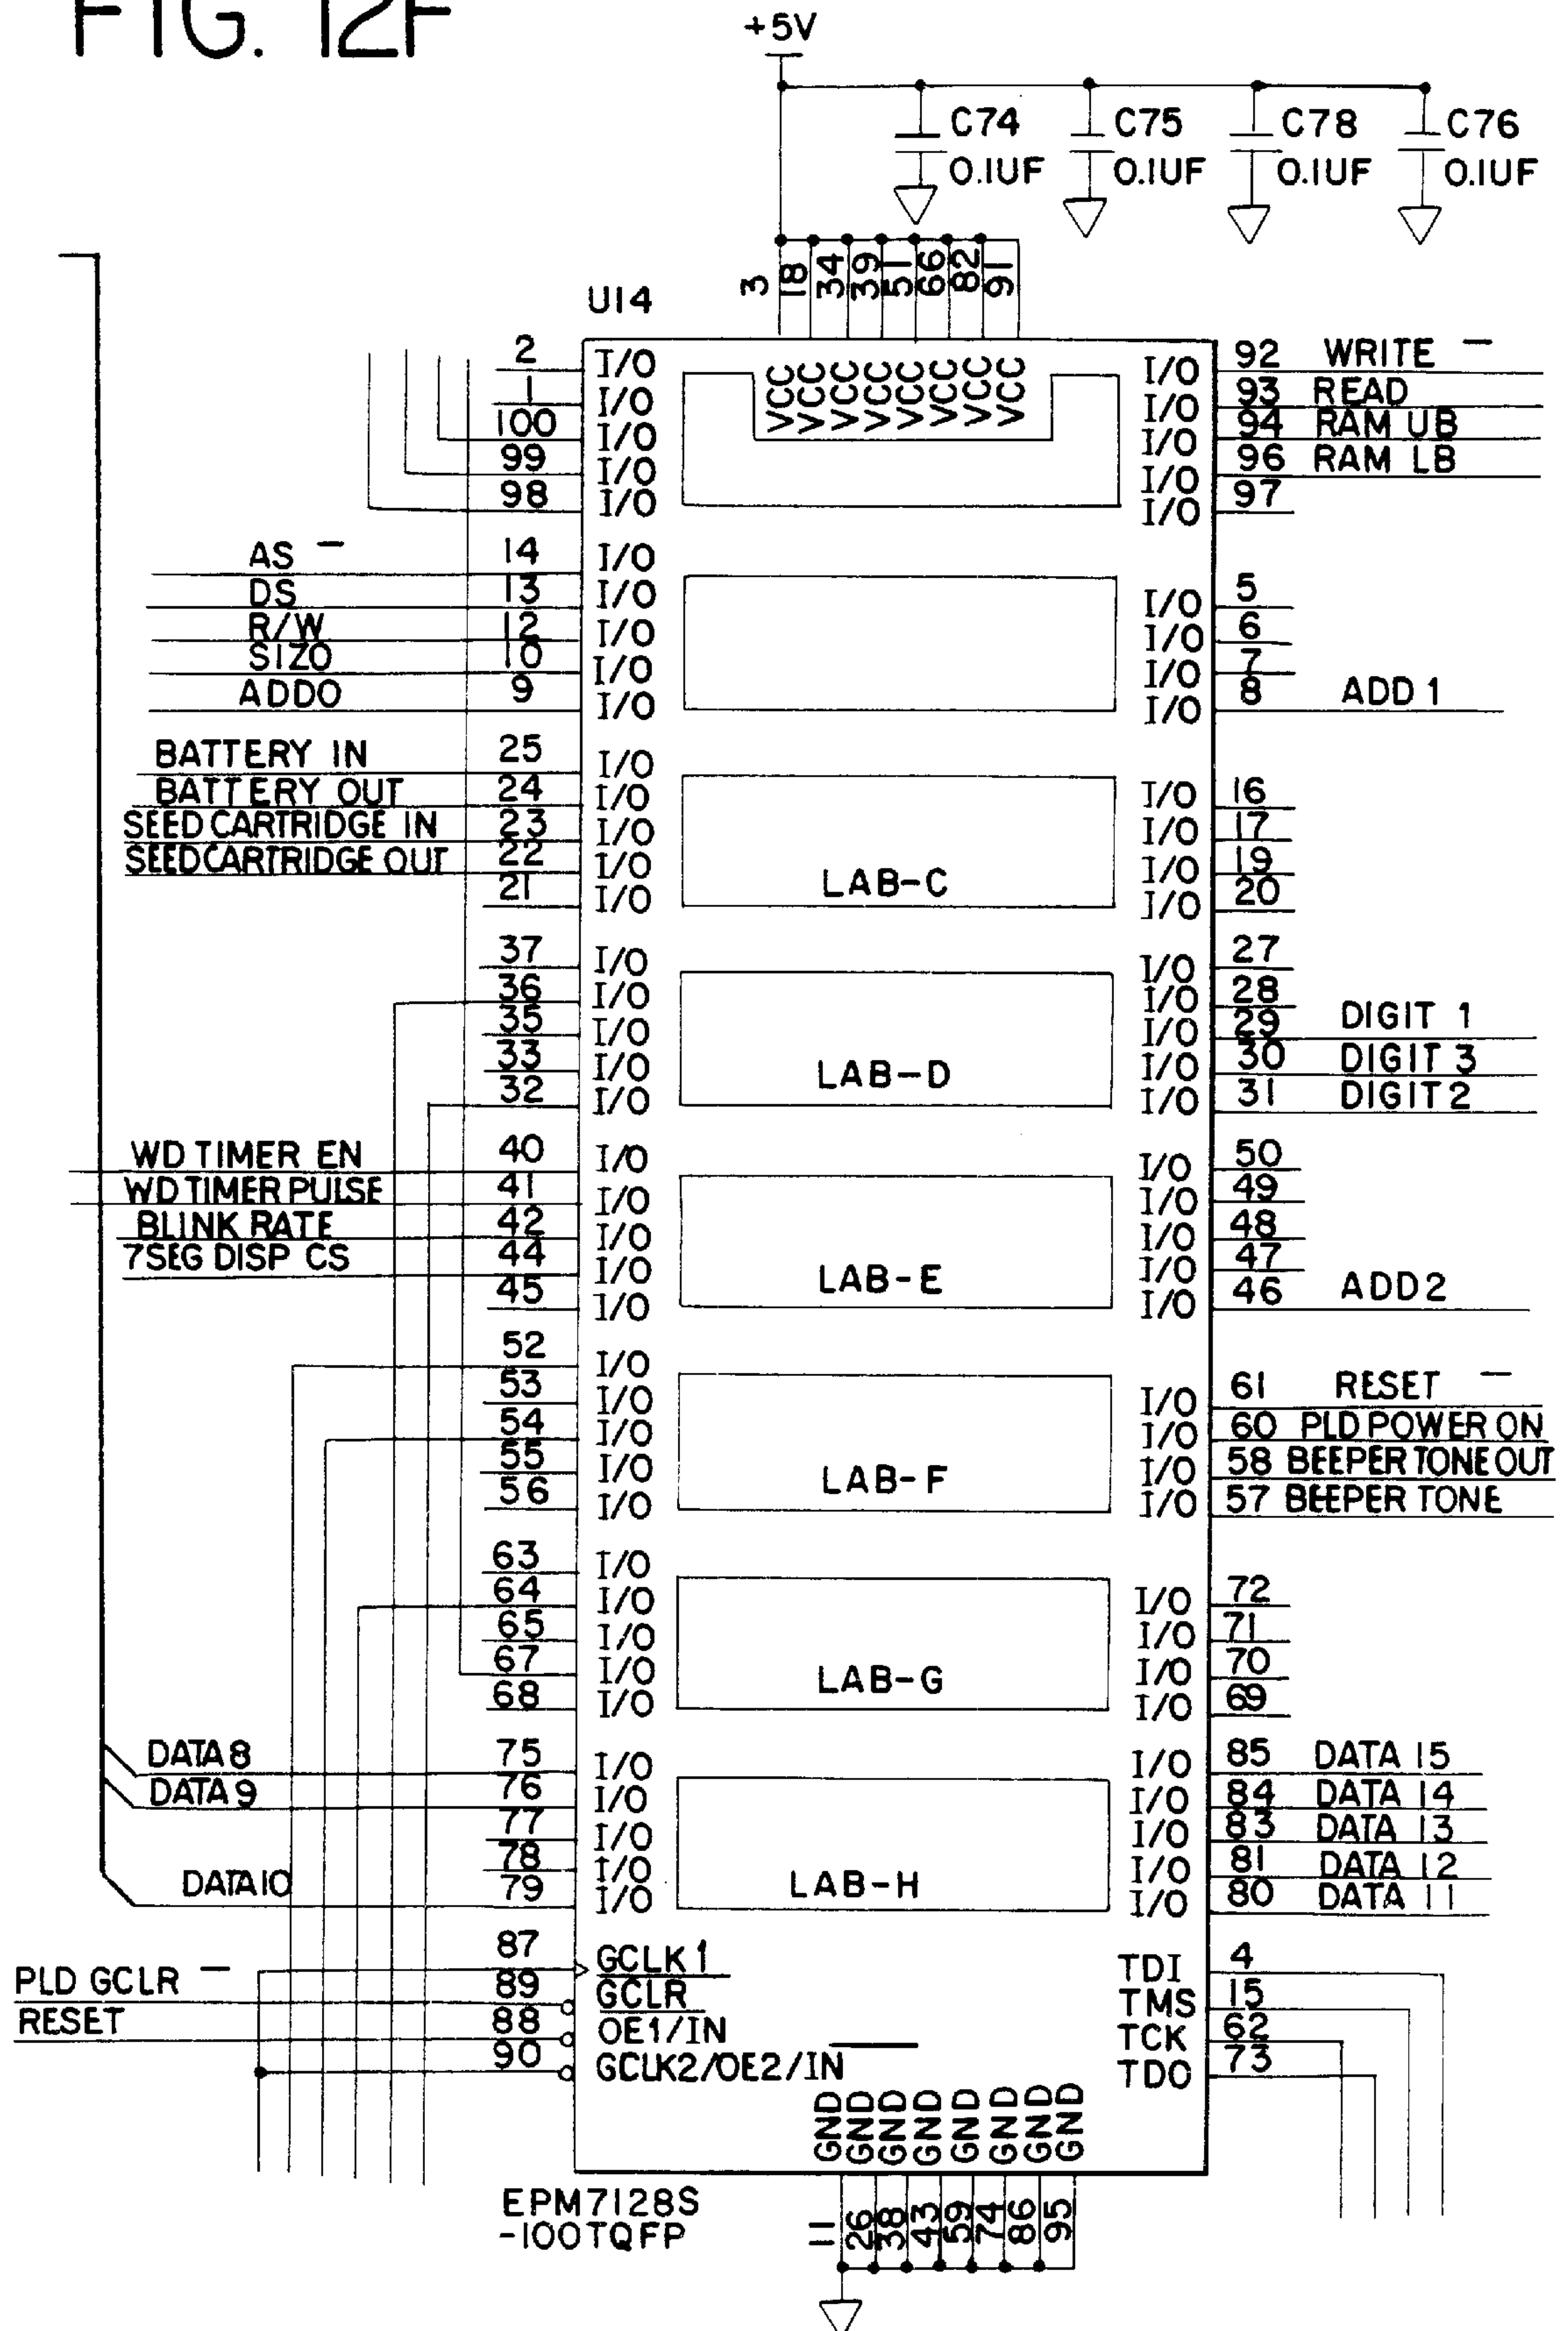 FIG. 12F
+5V
C74 C75 C78 C76
0.1UF 0.1UF 0.1UF 0.1UF
3 18 34 39 51 66 82 91
U14
VCC VCC VCC VCC VCC VCC VCC VCC
2 I/O I/O 92 WRITE –
1 I/O I/O 93 READ
100 I/O I/O 94 RAM UB
99 I/O I/O 96 RAM LB
98 I/O I/O 97
AS – 14 I/O
DS 13 I/O I/O 5
R/W 12 I/O I/O 6
SIZ0 10 I/O I/O 7
ADD0 9 I/O I/O 8 ADD 1
BATTERY IN 25 I/O
BATTERY OUT 24 I/O I/O 16
SEED CARTRIDGE IN 23 I/O I/O 17
SEED CARTRIDGE OUT 22 I/O LAB-C I/O 19
21 I/O I/O 20
37 I/O I/O 27
36 I/O I/O 28
35 I/O I/O 29 DIGIT 1
33 I/O LAB-D I/O 30 DIGIT 3
32 I/O I/O 31 DIGIT 2
WD TIMER EN 40 I/O I/O 50
WD TIMER PULSE 41 I/O I/O 49
BLINK RATE 42 I/O I/O 48
7SEG DISP CS 44 I/O LAB-E I/O 47
45 I/O I/O 46 ADD2
52 I/O
53 I/O I/O 61 RESET –
54 I/O I/O 60 PLD POWER ON
55 I/O LAB-F I/O 58 BEEPER TONE OUT
56 I/O I/O 57 BEEPER TONE
63 I/O
64 I/O I/O 72
65 I/O I/O 71
67 I/O LAB-G I/O 70
68 I/O I/O 69
DATA8 75 I/O I/O 85 DATA 15
DATA9 76 I/O I/O 84 DATA 14
77 I/O I/O 83 DATA 13
78 I/O I/O 81 DATA 12
DATA10 79 I/O LAB-H I/O 80 DATA 11
87 GCLK1 TDI 4
PLD GCLR – 89 GCLR TMS 15
RESET 88 OE1/IN TCK 62
90 GCLK2/OE2/IN TDO 73
GND GND GND GND GND GND GND GND
EPM7128S
-100TQFP
11 26 38 43 59 74 86 95